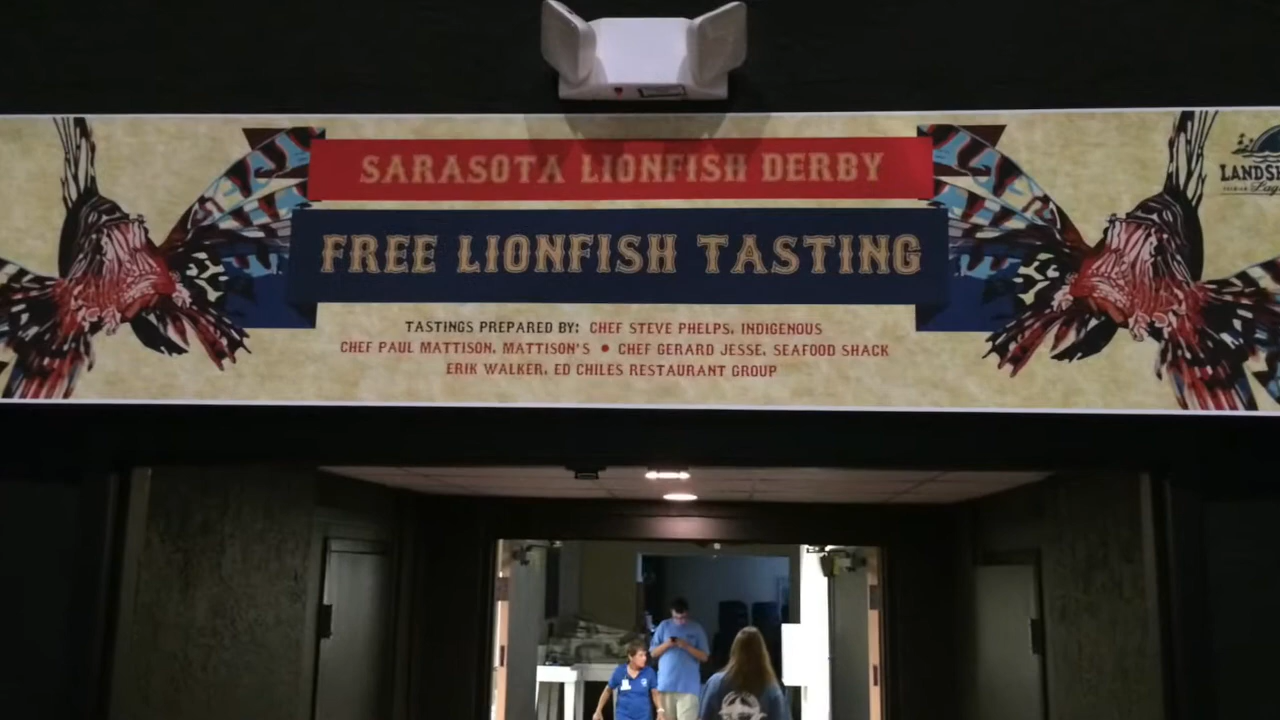 SARASOTA LIONFISH DERBY
FREE LIONFISH TASTING
TASTINGS PREPARED BY: CHEF STEVE PHELPS, INDIGENOUS
CHEF PAUL MATTISON, MATTISON'S • CHEF GERARD JESSE, SEAFOOD SHACK
ERIK WALKER, ED CHILES RESTAURANT GROUP
LANDSH